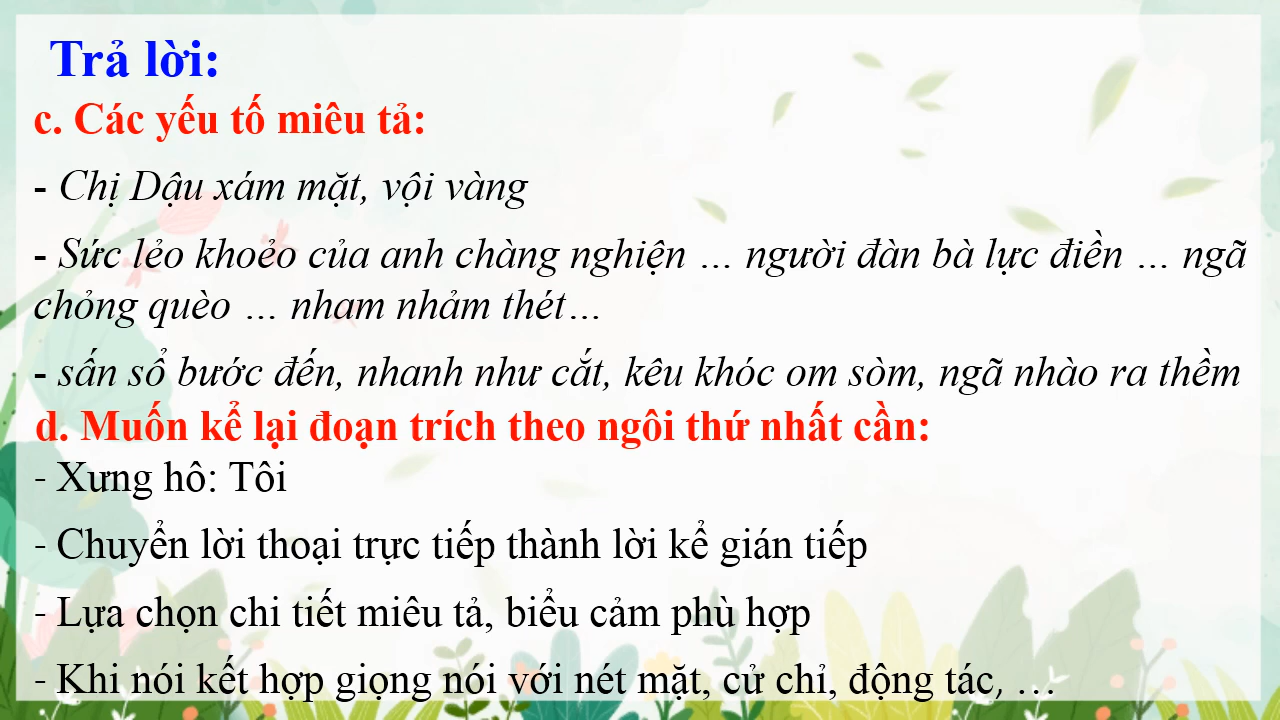 Trả lời:
c. Các yếu tố miêu tả:
- Chị Dậu xám mặt, vội vàng
- Sức lẻo khoẻo của anh chàng nghiện … người đàn bà lực điền … ngã
chỏng quèo … nham nhảm thét…
- sấn sổ bước đến, nhanh như cắt, kêu khóc om sòm, ngã nhào ra thềm
d. Muốn kể lại đoạn trích theo ngôi thứ nhất cần:
- Xưng hô: Tôi
- Chuyển lời thoại trực tiếp thành lời kể gián tiếp
- Lựa chọn chi tiết miêu tả, biểu cảm phù hợp
- Khi nói kết hợp giọng nói với nét mặt, cử chỉ, động tác, …